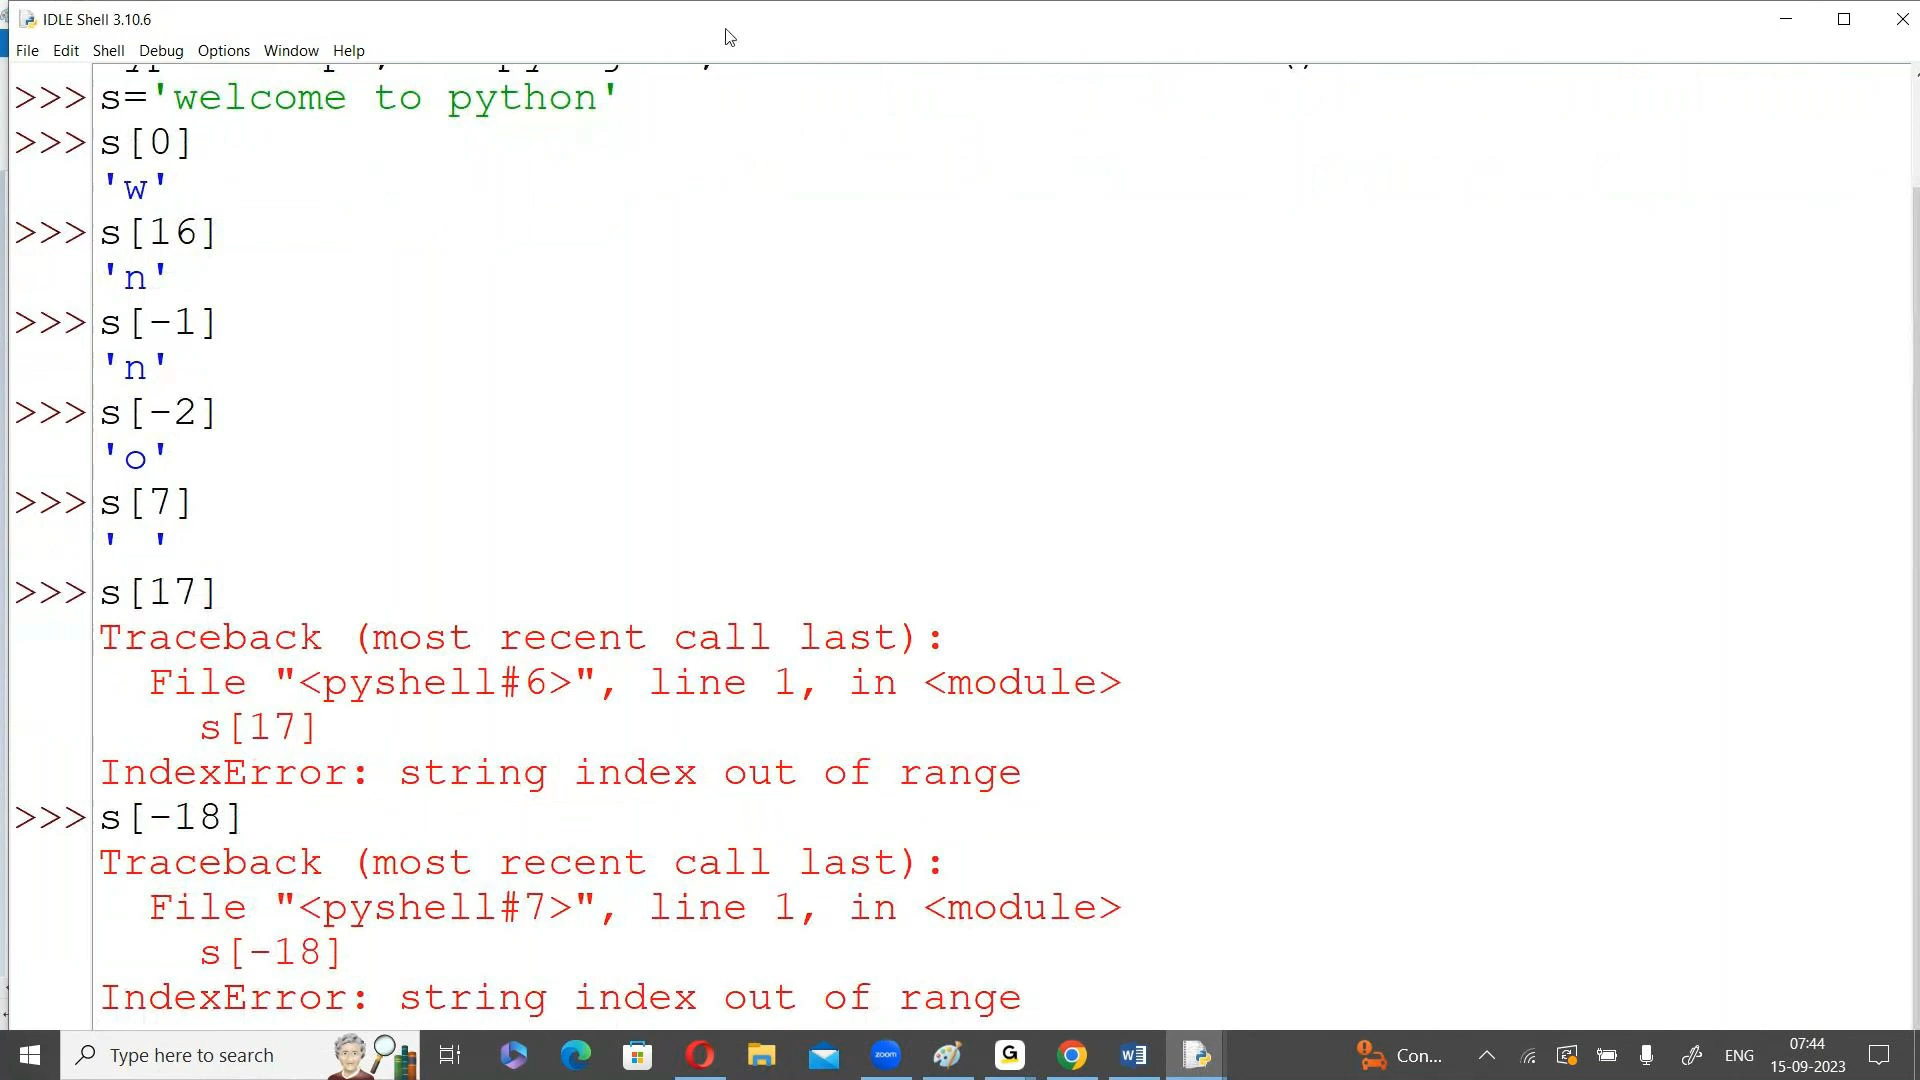 IDLE Shell 3.10.6
File Edit Shell Debug Options Window Help
>>> s='welcome to python'
>>> s[0]
'w'
>>> s[16]
'n'
>>> s[-1]
'n'
>>> s[-2]
'o'
>>> s[7]
' '
>>> s[17]
Traceback (most recent call last):
  File "<pyshell#6>", line 1, in <module>
    s[17]
IndexError: string index out of range
>>> s[-18]
Traceback (most recent call last):
  File "<pyshell#7>", line 1, in <module>
    s[-18]
IndexError: string index out of range
Type here to search
zoom
G
W
Con...
ENG
07:44
15-09-2023